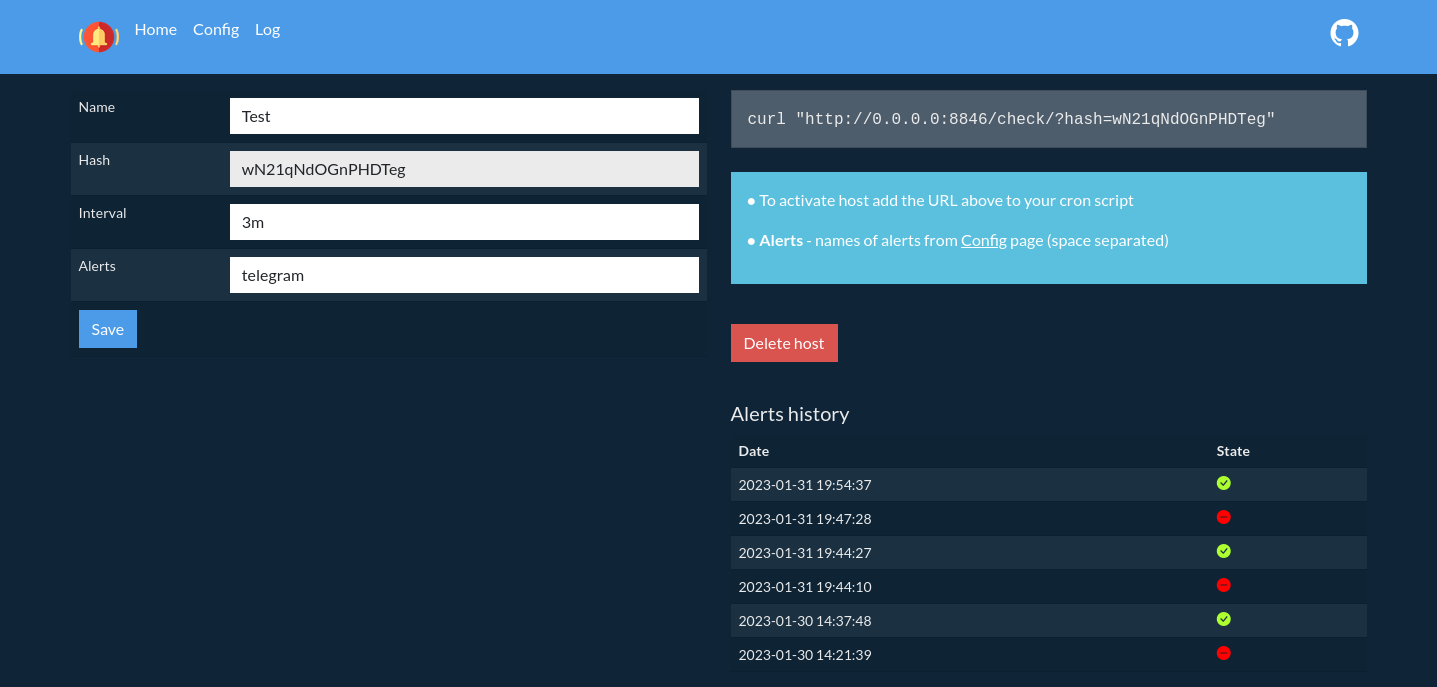 Home Config Log
Name
Test
Hash
wN21qNdOGnPHDTeg
Interval
3m
Alerts
telegram
Save
curl "http://0.0.0.0:8846/check/?hash=wN21qNdOGnPHDTeg"
● To activate host add the URL above to your cron script
● Alerts - names of alerts from Config page (space separated)
Delete host
Alerts history
Date State
2023-01-31 19:54:37
2023-01-31 19:47:28
2023-01-31 19:44:27
2023-01-31 19:44:10
2023-01-30 14:37:48
2023-01-30 14:21:39